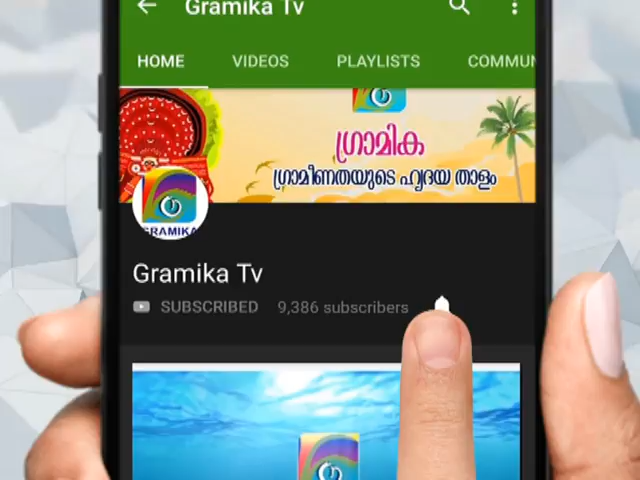 Gramika Tv
HOME VIDEOS PLAYLISTS COMMUN
ഗ്രാമിക
ഗ്രാമീണതയുടെ ഹൃദയ താളം
GRAMIKA
Gramika Tv
SUBSCRIBED 9,386 subscribers